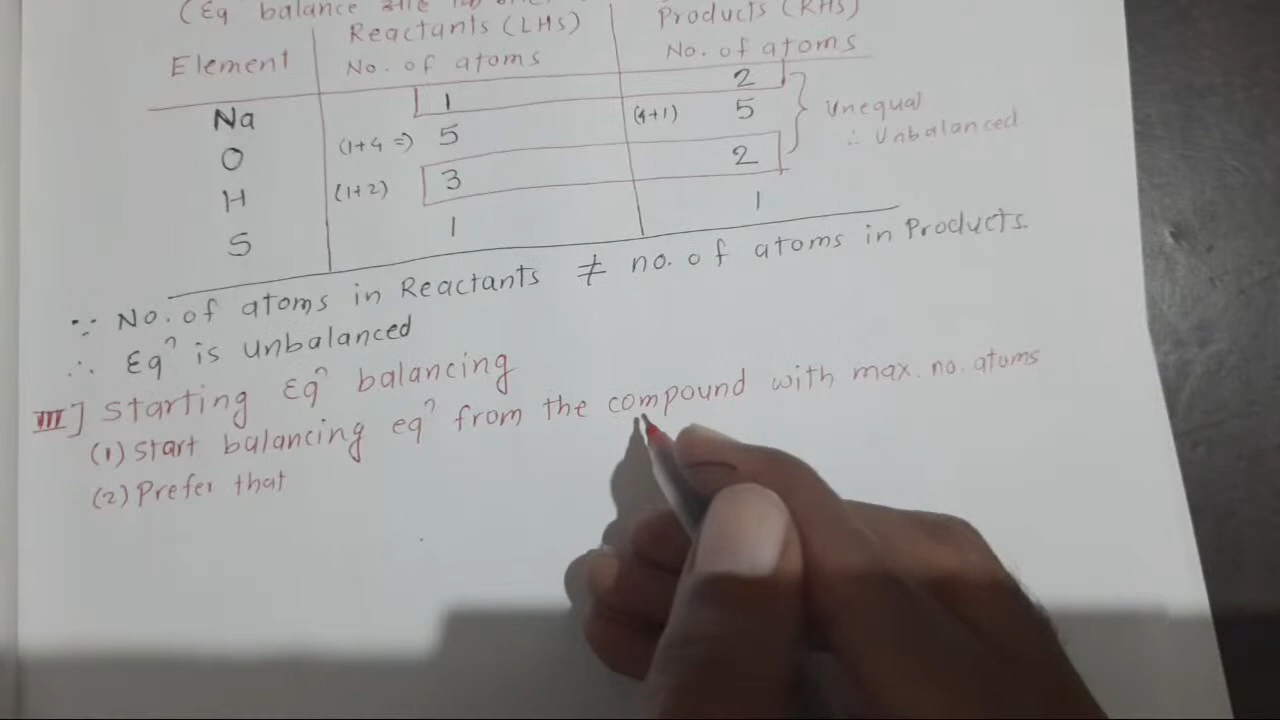 (Eq balance
Reactants (LHS) Products (RHS)
Element No. of atoms No. of atoms
Na 1 2
O (1+4 ⇒) 5 (4+1) 5
H (1+2) 3 2
S 1 1
Unequal
∴ Unbalanced
∵ No. of atoms in Reactants ≠ no. of atoms in Products.
∴ Eqⁿ is unbalanced
III] Starting Eqⁿ balancing
(1) Start balancing eqⁿ from the compound with max. no. atoms
(2) Prefer that